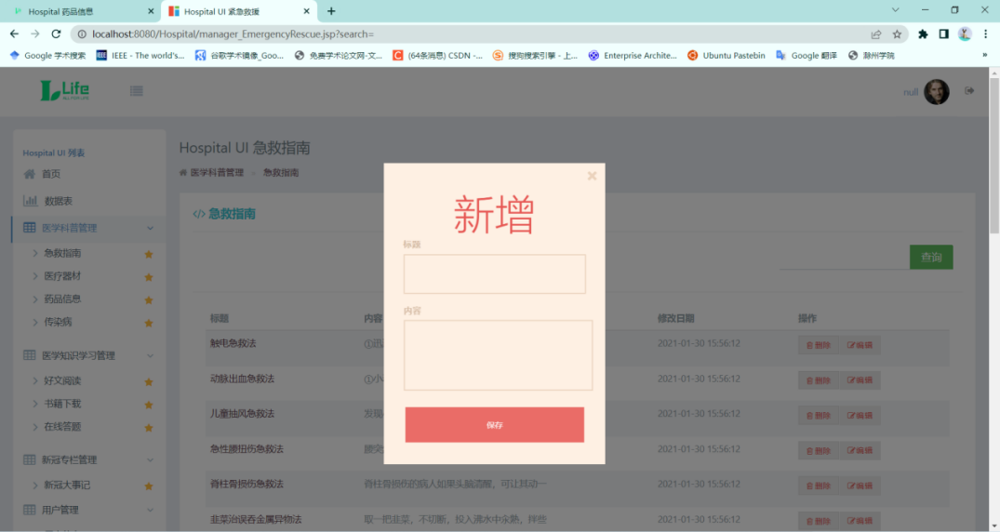 Hospital 药品信息
Hospital UI 紧急救援
localhost:8080/Hospital/manager_EmergencyRescue.jsp?search=
Google 学术搜索
IEEE - The world's...
谷歌学术镜像_Goo...
免费学术论文网-文...
(64条消息) CSDN -...
搜狗搜索引擎 - 上...
Enterprise Archite...
Ubuntu Pastebin
Google 翻译
滁州学院
Life
null
Hospital UI 列表
首页
数据表
医学科普管理
急救指南
医疗器材
药品信息
传染病
医学知识学习管理
好文阅读
书籍下载
在线答题
新冠专栏管理
新冠大事记
用户管理
Hospital UI 急救指南
医学科普管理 > 急救指南
</> 急救指南
查询
标题 内容 修改日期 操作
触电急救法 ①迅 2021-01-30 15:56:12 删除 编辑
动脉出血急救法 ①小 2021-01-30 15:56:12 删除 编辑
儿童抽风急救法 发现 2021-01-30 15:56:12 删除 编辑
急性腰扭伤急救法 腰突 2021-01-30 15:56:12 删除 编辑
脊柱骨损伤急救法 脊柱骨损伤的病人如果头脑清醒，可让其动一 2021-01-30 15:56:12 删除 编辑
韭菜治误吞金属异物法 取一把韭菜，不切断，投入沸水中汆熟，拌些 2021-01-30 15:56:12 删除 编辑
新增
标题
内容
保存